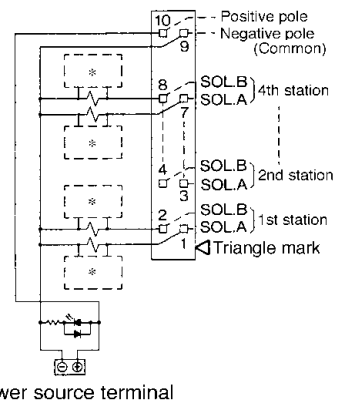 10 Positive pole
9 Negative pole
(Common)
8 SOL.B
4th station
7 SOL.A
4 SOL.B
2nd station
3 SOL.A
2 SOL.B
1st station
1 SOL.A
Triangle mark
wer source terminal